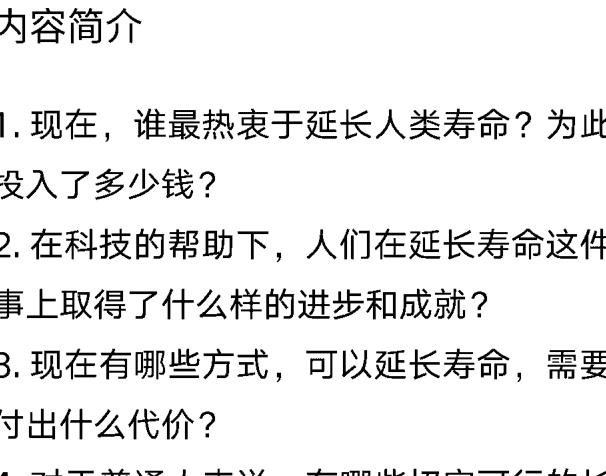 内容简介
1. 现在，谁最热衷于延长人类寿命？为此
投入了多少钱？
2. 在科技的帮助下，人们在延长寿命这件
事上取得了什么样的进步和成就？
3. 现在有哪些方式，可以延长寿命，需要
付出什么代价？